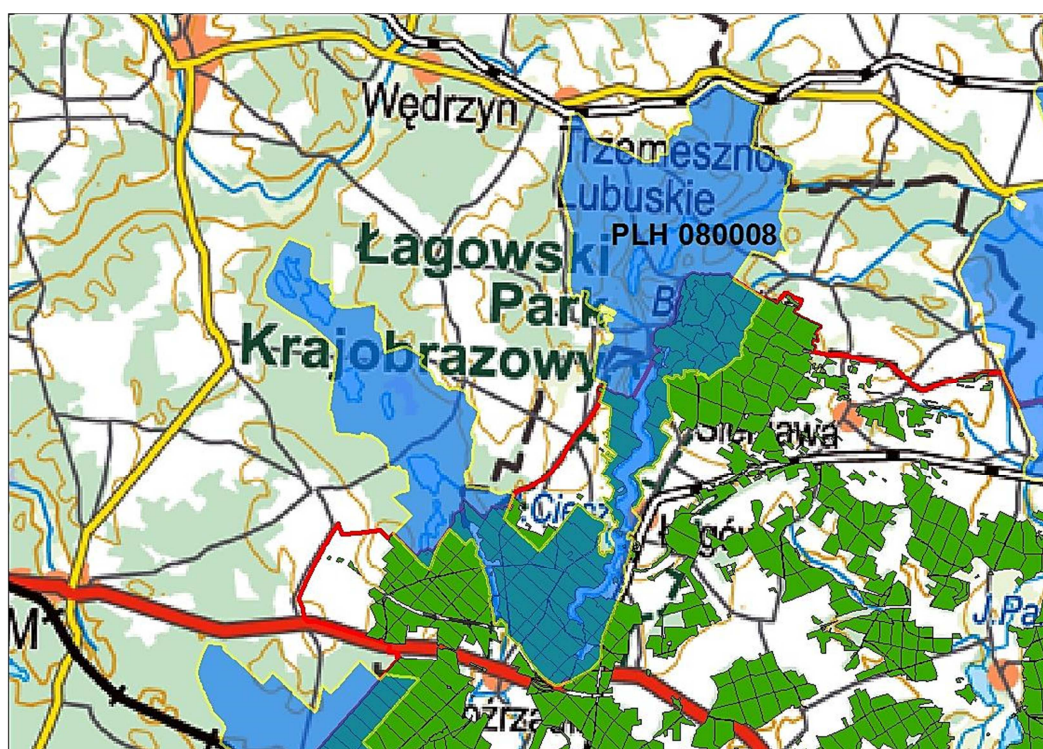 Wędrzyn
Trzemeszno
Lubuskie
PLH 080008
Łagowski
Park
Krajobrazowy
B
Ciecz
J.Pa
M